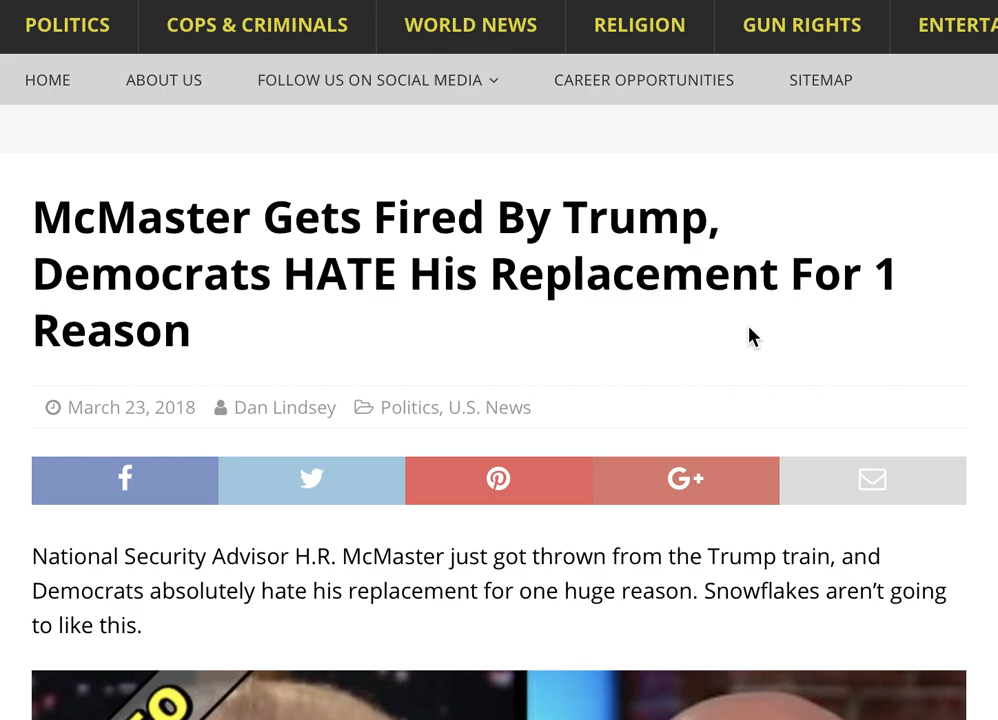 POLITICS COPS & CRIMINALS WORLD NEWS RELIGION GUN RIGHTS
HOME ABOUT US FOLLOW US ON SOCIAL MEDIA CAREER OPPORTUNITIES SITEMAP
McMaster Gets Fired By Trump,
Democrats HATE His Replacement For 1
Reason
March 23, 2018 Dan Lindsey Politics, U.S. News
National Security Advisor H.R. McMaster just got thrown from the Trump train, and
Democrats absolutely hate his replacement for one huge reason. Snowflakes aren’t going
to like this.